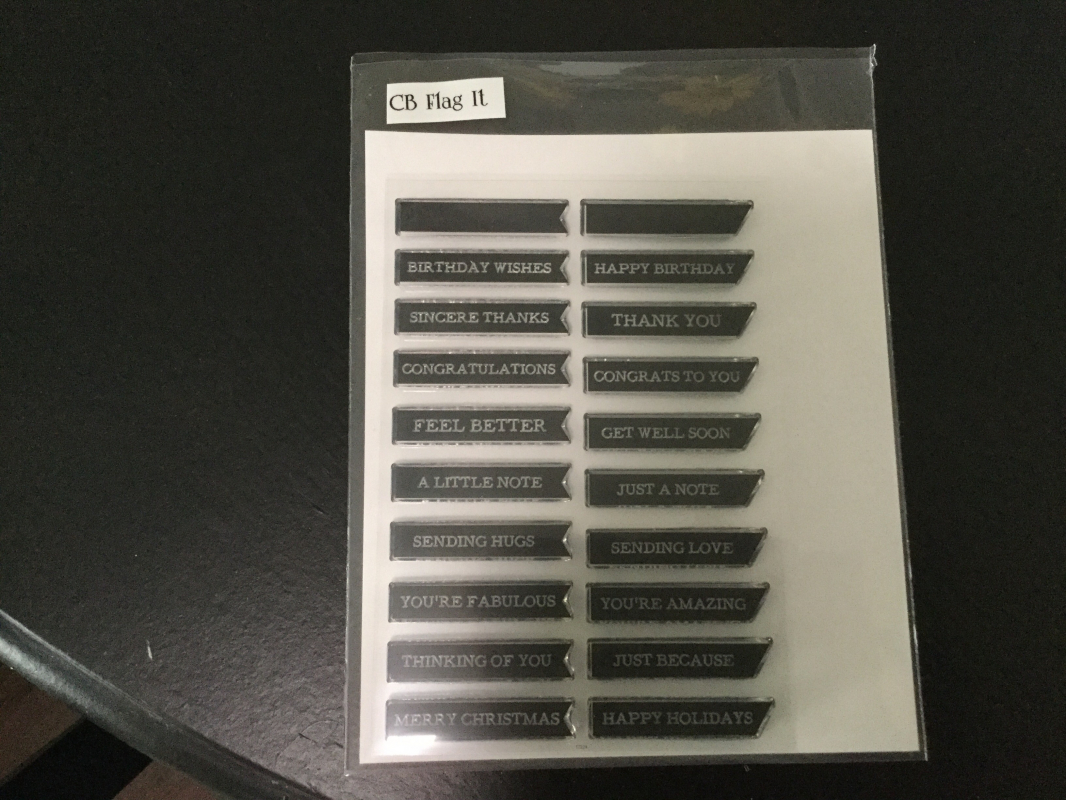 CB Flag It
BIRTHDAY WISHES
HAPPY BIRTHDAY
SINCERE THANKS
THANK YOU
CONGRATULATIONS
CONGRATS TO YOU
FEEL BETTER
GET WELL SOON
A LITTLE NOTE
JUST A NOTE
SENDING HUGS
SENDING LOVE
YOU'RE FABULOUS
YOU'RE AMAZING
THINKING OF YOU
JUST BECAUSE
MERRY CHRISTMAS
HAPPY HOLIDAYS